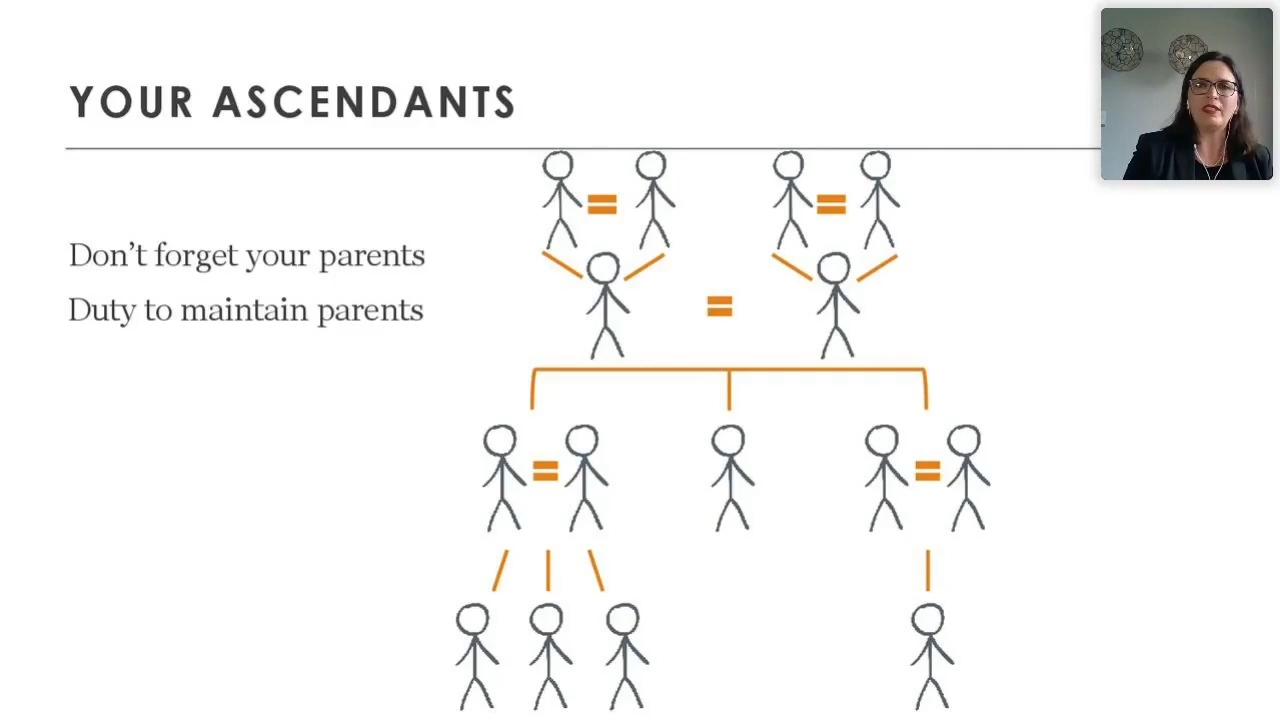 YOUR ASCENDANTS
Don’t forget your parents
Duty to maintain parents